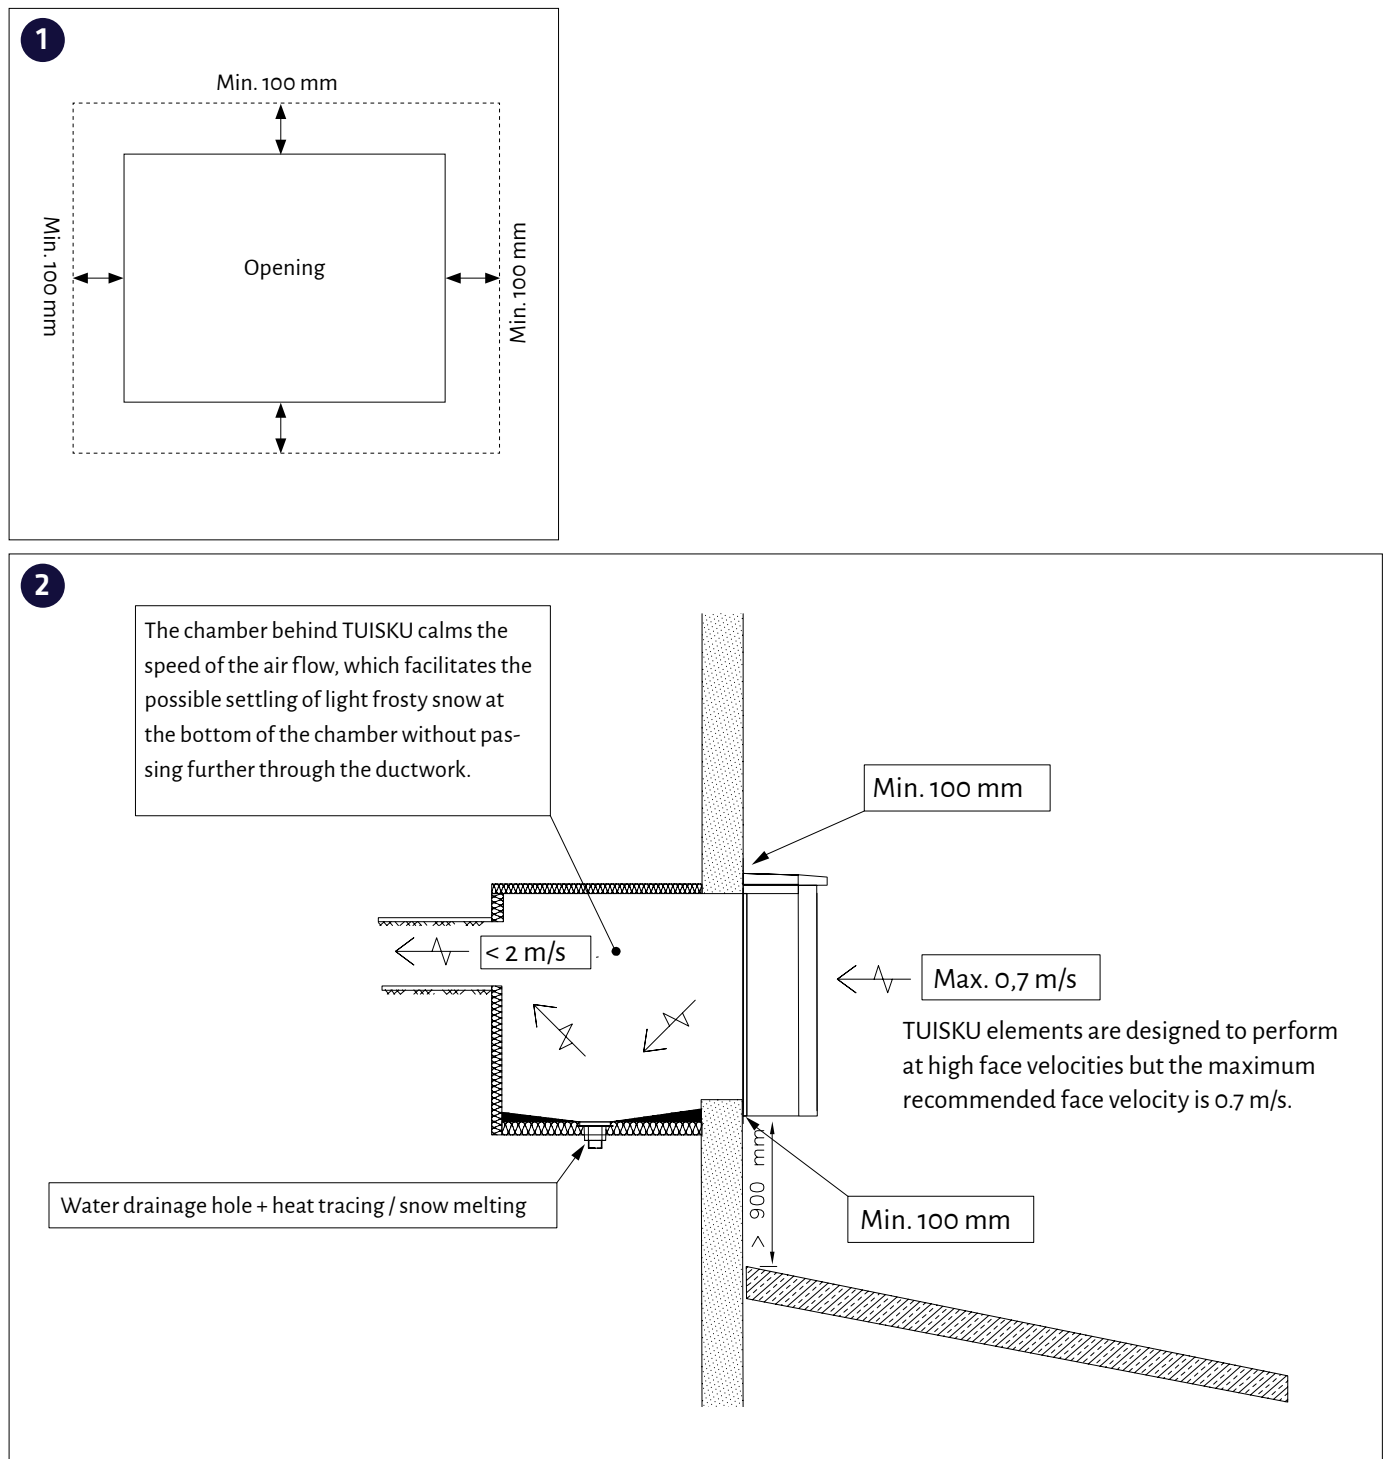 1
Min. 100 mm
Min. 100 mm
Opening
Min. 100 mm
2
The chamber behind TUISKU calms the
speed of the air flow, which facilitates the
possible settling of light frosty snow at
the bottom of the chamber without pas-
sing further through the ductwork.
Min. 100 mm
< 2 m/s
Max. 0,7 m/s
TUISKU elements are designed to perform
at high face velocities but the maximum
recommended face velocity is 0.7 m/s.
> 900 mm
Water drainage hole + heat tracing / snow melting
Min. 100 mm